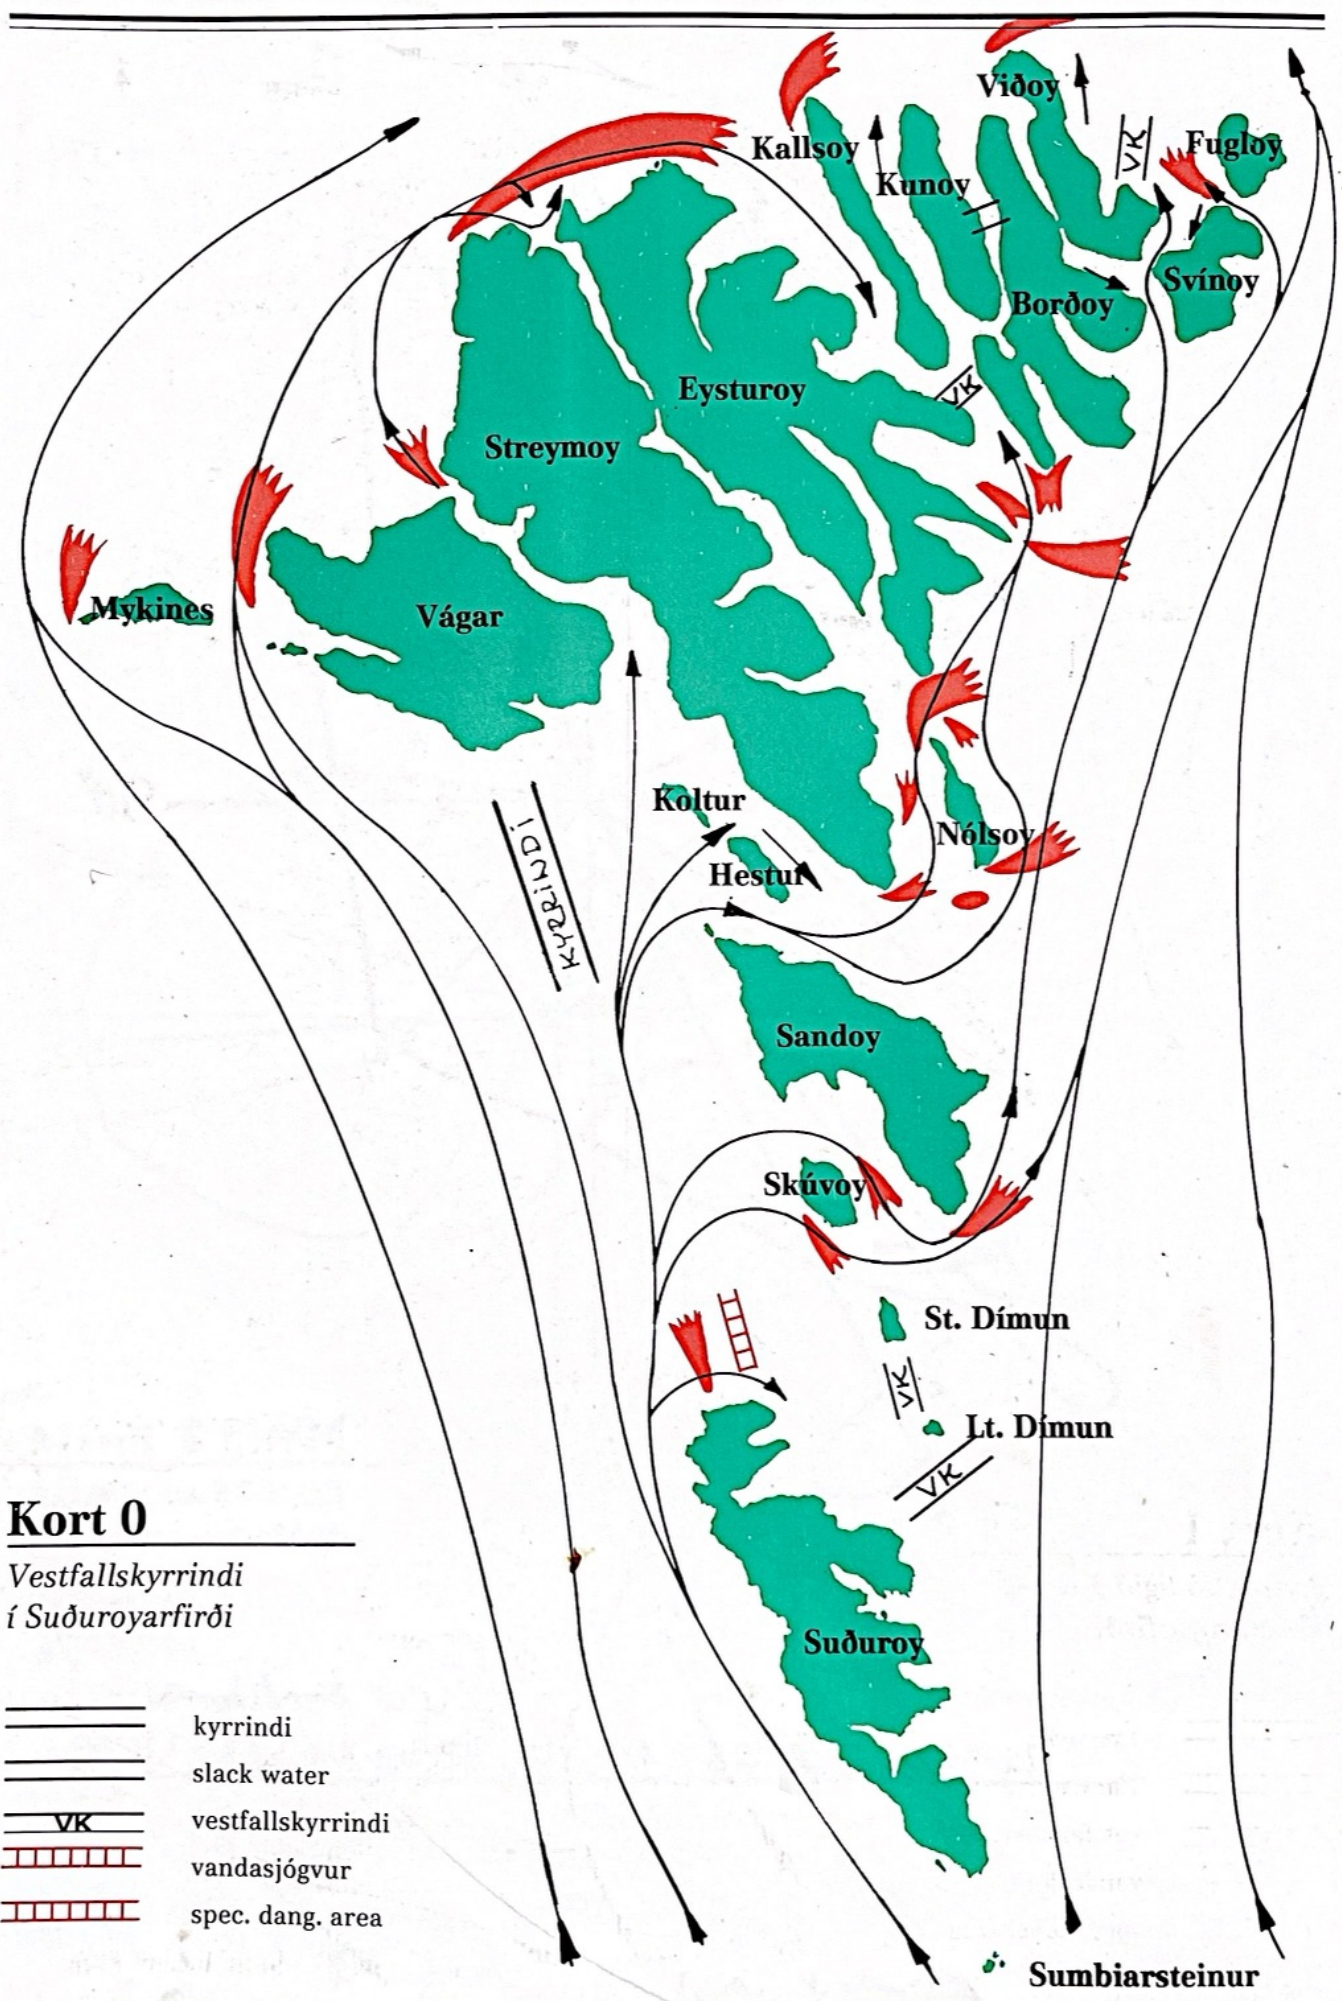 Viðoy
VK
Fugloy
Kallsoy
Kunoy
Svínoy
Borðoy
Eysturoy
VK
Streymoy
Mykines
Vágar
Koltur
Nólsoy
Hestur
KYRRINDI
Sandoy
Skúvoy
St. Dímun
VK
Lt. Dímun
VK
Kort 0
Vestfallskyrrindi
í Suðuroyarfirði
Suðuroy
kyrrindi
slack water
VK vestfallskyrrindi
vandasjógvur
spec. dang. area
Sumbiarsteinur